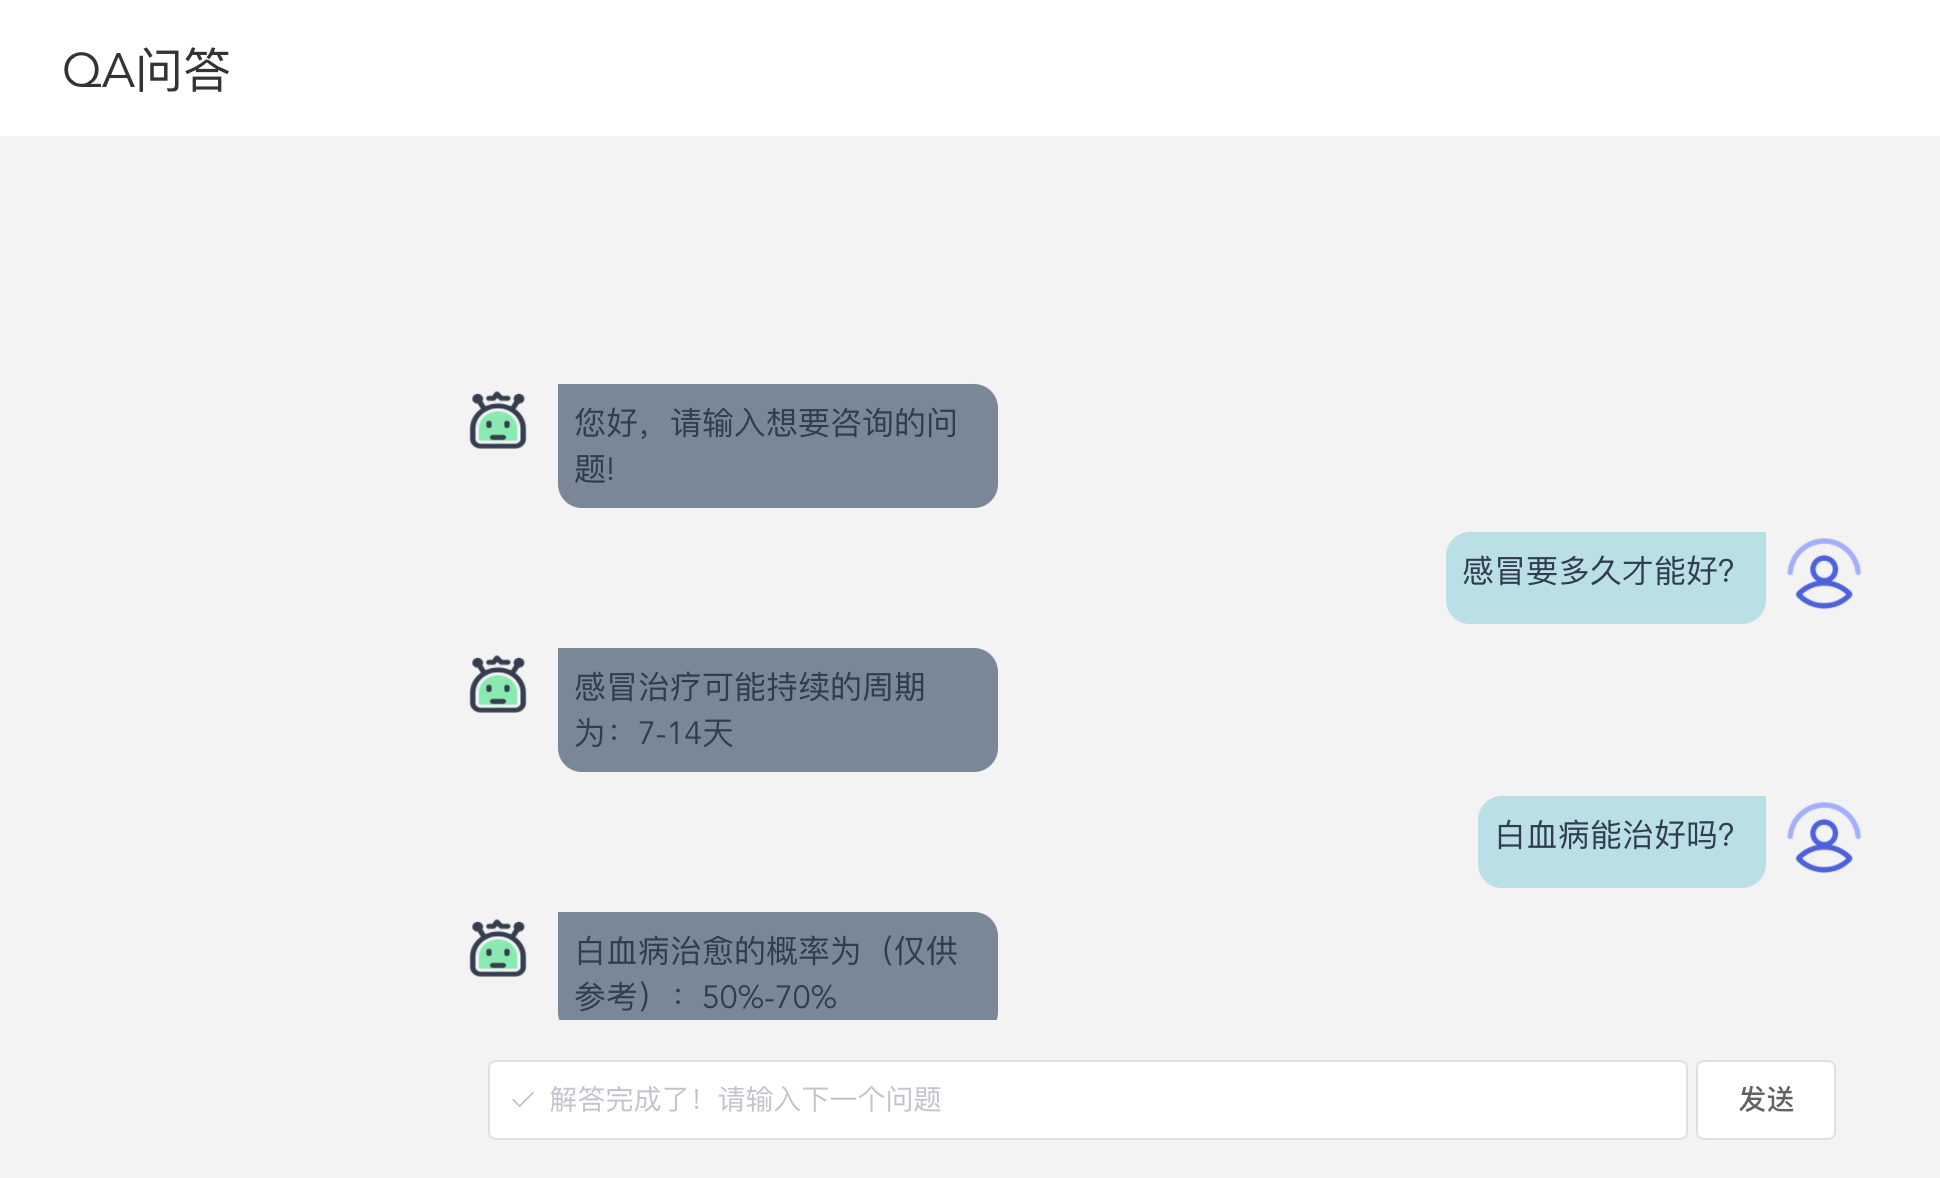 QA问答
您好，请输入想要咨询的问
题!
感冒要多久才能好?
感冒治疗可能持续的周期
为：7-14天
白血病能治好吗?
白血病治愈的概率为（仅供
参考）：50%-70%
解答完成了！请输入下一个问题
发送